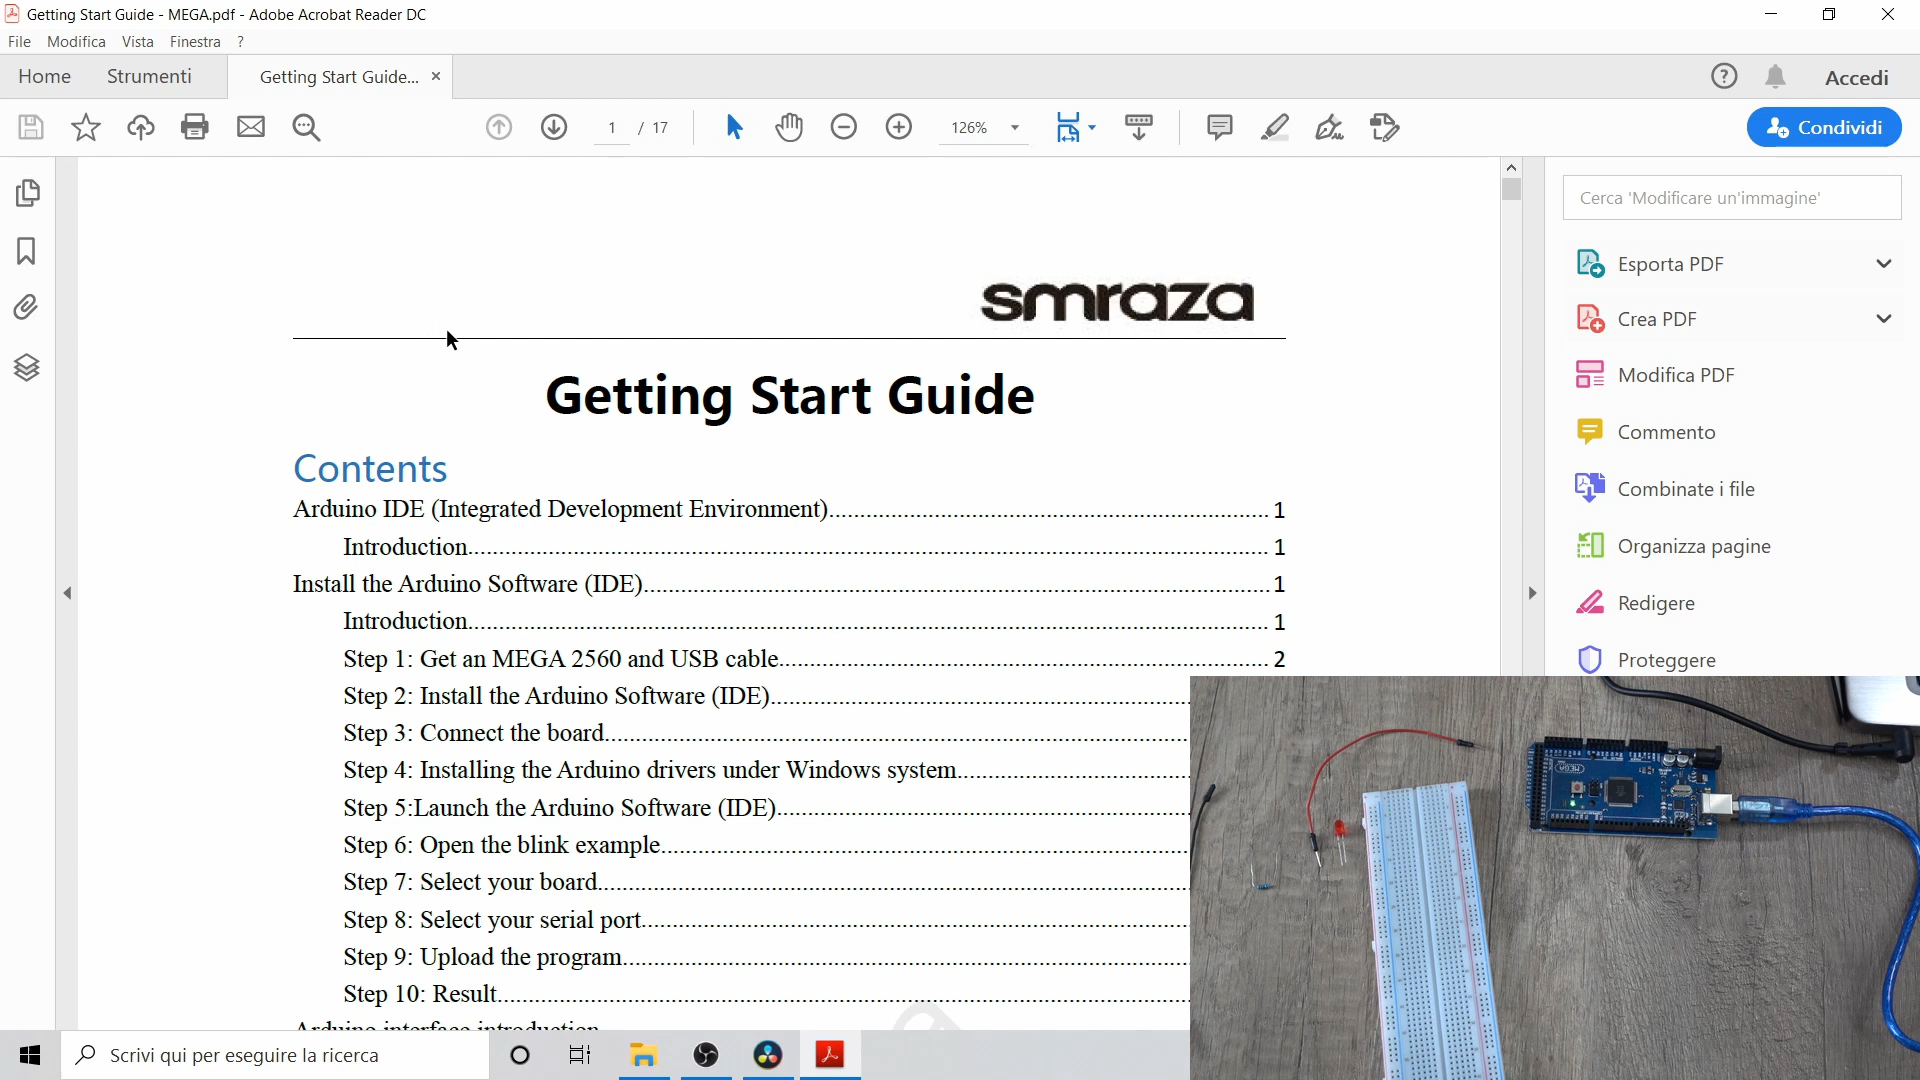 Getting Start Guide - MEGA.pdf - Adobe Acrobat Reader DC
File Modifica Vista Finestra ?
Home Strumenti Getting Start Guide... × Accedi
1 / 17 126% Condividi
Cerca 'Modificare un'immagine'
Esporta PDF
Crea PDF
Modifica PDF
Commento
Combinate i file
Organizza pagine
Redigere
Proteggere
smraza
Getting Start Guide
Contents
Arduino IDE (Integrated Development Environment) 1
Introduction 1
Install the Arduino Software (IDE) 1
Introduction 1
Step 1: Get an MEGA 2560 and USB cable 2
Step 2: Install the Arduino Software (IDE)
Step 3: Connect the board
Step 4: Installing the Arduino drivers under Windows system
Step 5:Launch the Arduino Software (IDE)
Step 6: Open the blink example
Step 7: Select your board
Step 8: Select your serial port
Step 9: Upload the program
Step 10: Result
Arduino interface introduction
MEGA
Scrivi qui per eseguire la ricerca